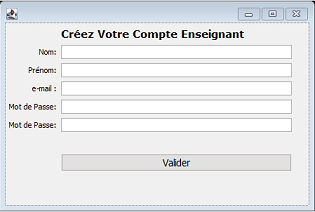 Créez Votre Compte Enseignant
Nom:
Prénom:
e-mail :
Mot de Passe:
Mot de Passe:
Valider